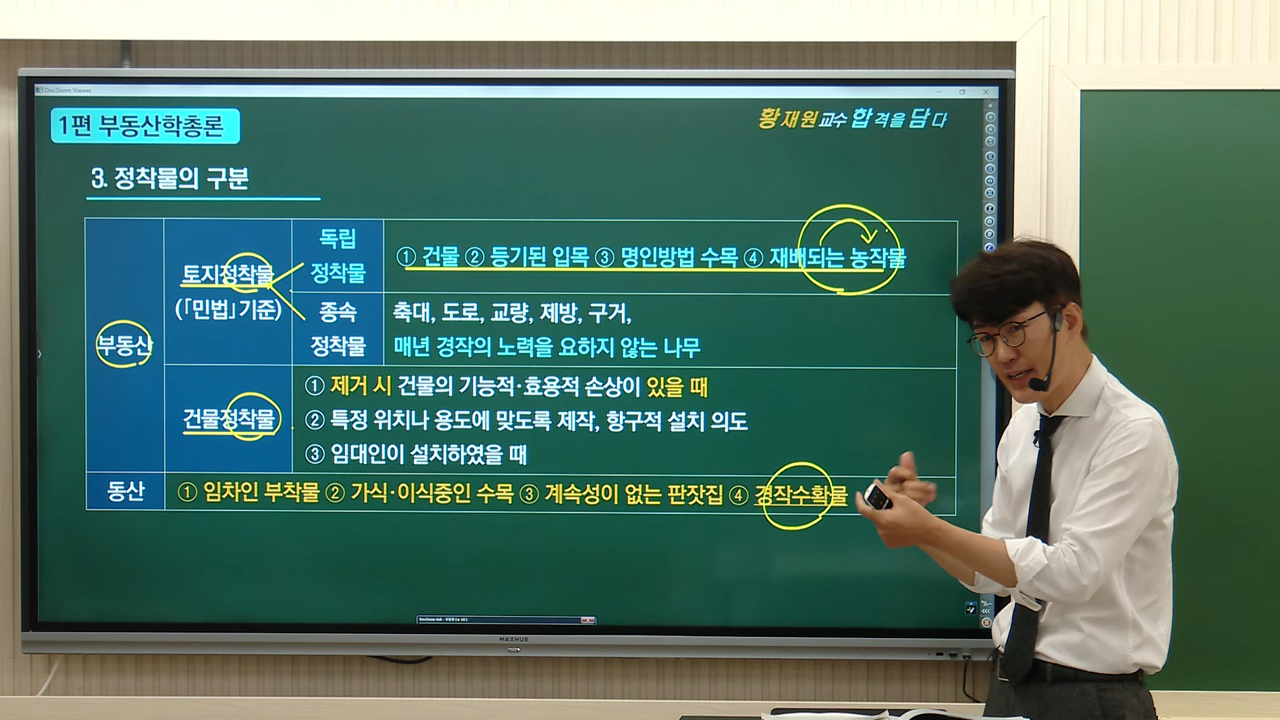 DocZoom Viewer
1편 부동산학총론
황재원교수 합격을 담다
3. 정착물의 구분
부동산
토지정착물
(「민법」기준)
독립
정착물
① 건물 ② 등기된 입목 ③ 명인방법 수목 ④ 재배되는 농작물
종속
정착물
축대, 도로, 교량, 제방, 구거,
매년 경작의 노력을 요하지 않는 나무
건물정착물
① 제거 시 건물의 기능적·효용적 손상이 있을 때
② 특정 위치나 용도에 맞도록 제작, 항구적 설치 의도
③ 임대인이 설치하였을 때
동산
① 임차인 부착물 ② 가식·이식중인 수목 ③ 계속성이 없는 판잣집 ④ 경작수확물
MAXHUB